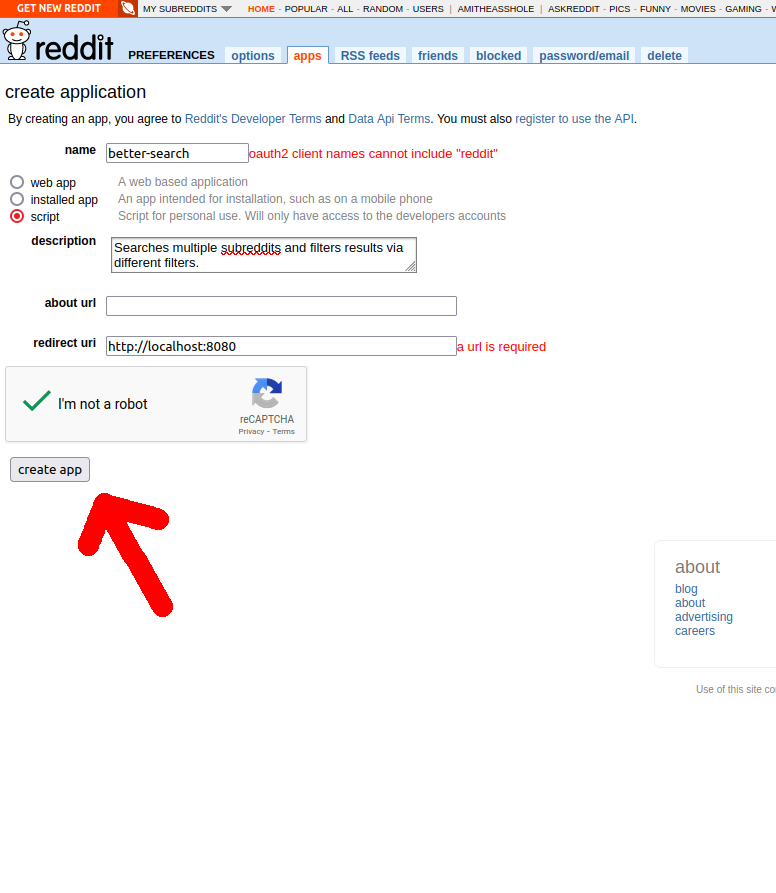 GET NEW REDDIT MY SUBREDDITS HOME - POPULAR - ALL - RANDOM - USERS | AMITHEASSHOLE | ASKREDDIT - PICS - FUNNY - MOVIES - GAMING - W
reddit PREFERENCES options apps RSS feeds friends blocked password/email delete
create application
By creating an app, you agree to Reddit's Developer Terms and Data Api Terms. You must also register to use the API.
name better-search oauth2 client names cannot include "reddit"
web app A web based application
installed app An app intended for installation, such as on a mobile phone
script Script for personal use. Will only have access to the developers accounts
description Searches multiple subreddits and filters results via
different filters.
about url
redirect uri http://localhost:8080 a url is required
I'm not a robot
reCAPTCHA
Privacy - Terms
create app
about
blog
about
advertising
careers
Use of this site co